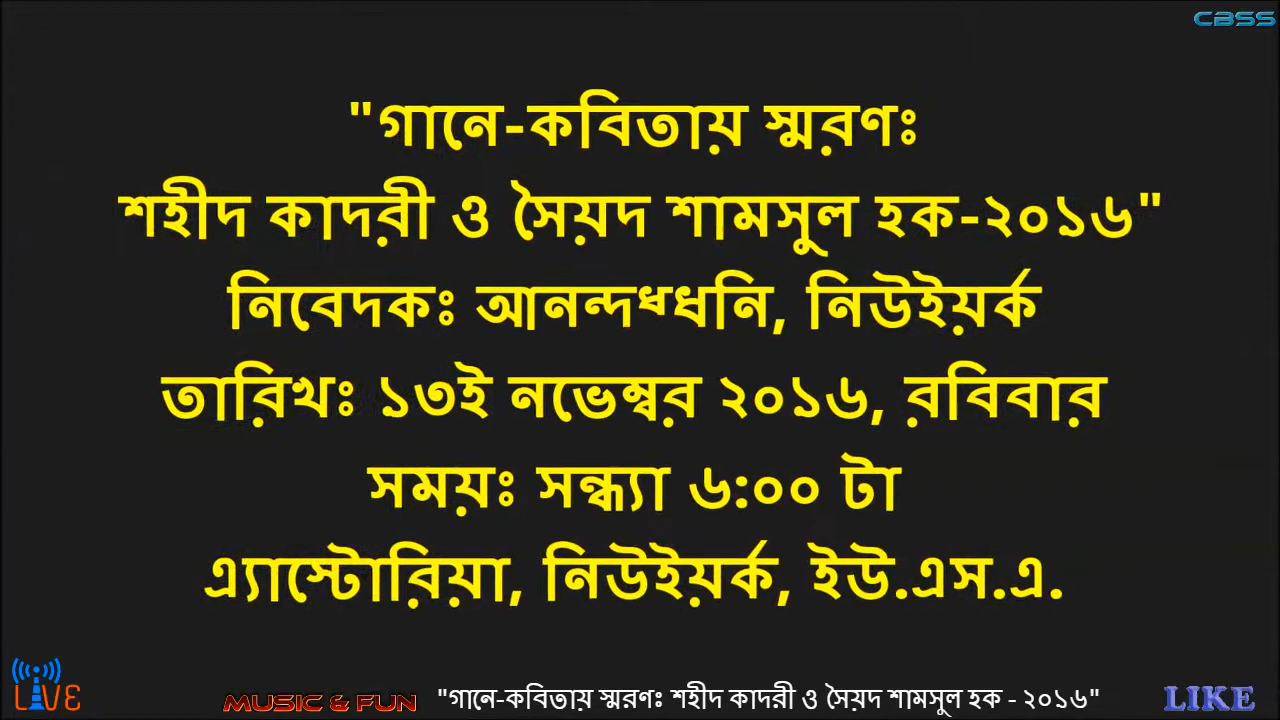 CBSS
"গানে-কবিতায় স্মরণঃ
শহীদ কাদরী ও সৈয়দ শামসুল হক-২০১৬"
নিবেদকঃ আনন্দধ্ধনি, নিউইয়র্ক
তারিখঃ ১৩ই নভেম্বর ২০১৬, রবিবার
সময়ঃ সন্ধ্যা ৬:০০ টা
এ্যাস্টোরিয়া, নিউইয়র্ক, ইউ.এস.এ.
LIVE
MUSIC & FUN "গানে-কবিতায় স্মরণঃ শহীদ কাদরী ও সৈয়দ শামসুল হক - ২০১৬" LIKE